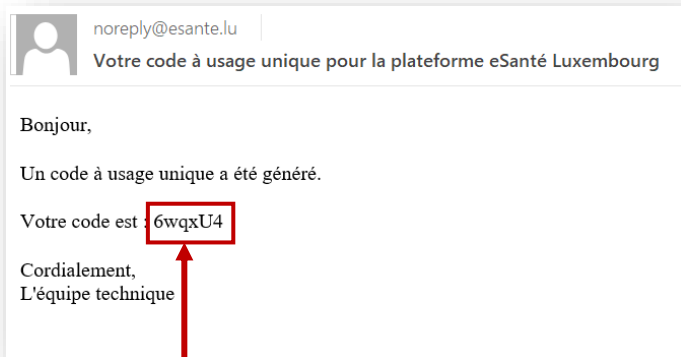 noreply@esante.lu
Votre code à usage unique pour la plateforme eSanté Luxembourg
Bonjour,
Un code à usage unique a été généré.
Votre code est : 6wqxU4
Cordialement,
L'équipe technique